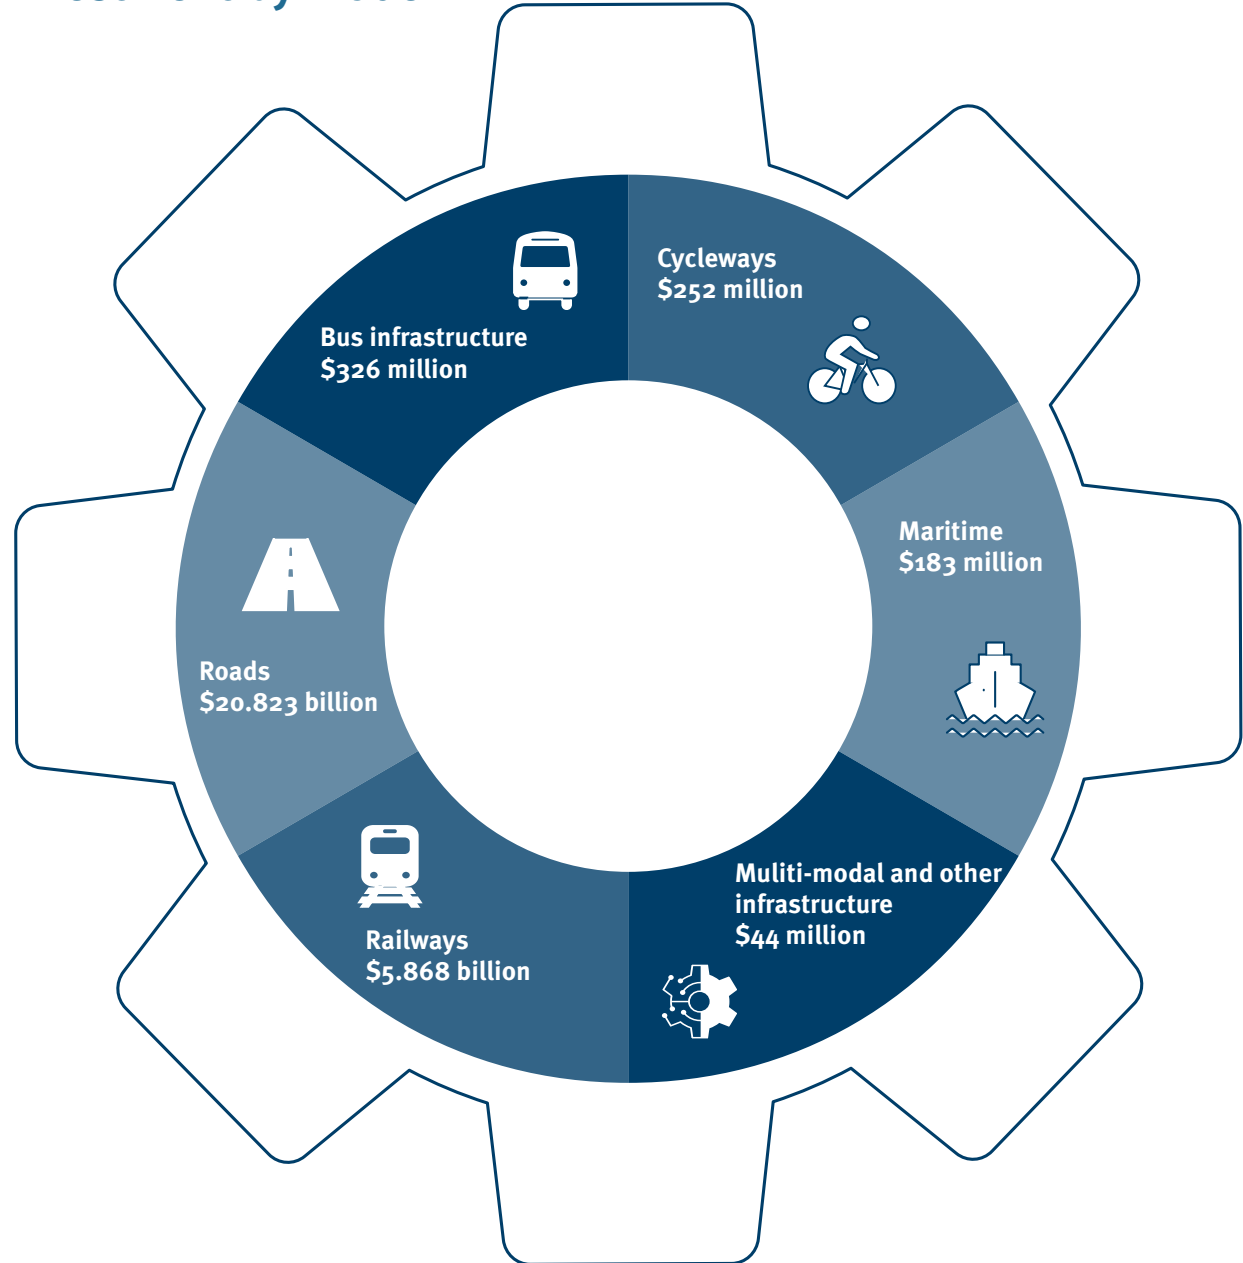 Cycleways
$252 million
Bus infrastructure
$326 million
Maritime
$183 million
Roads
$20.823 billion
Muliti-modal and other
infrastructure
$44 million
Railways
$5.868 billion